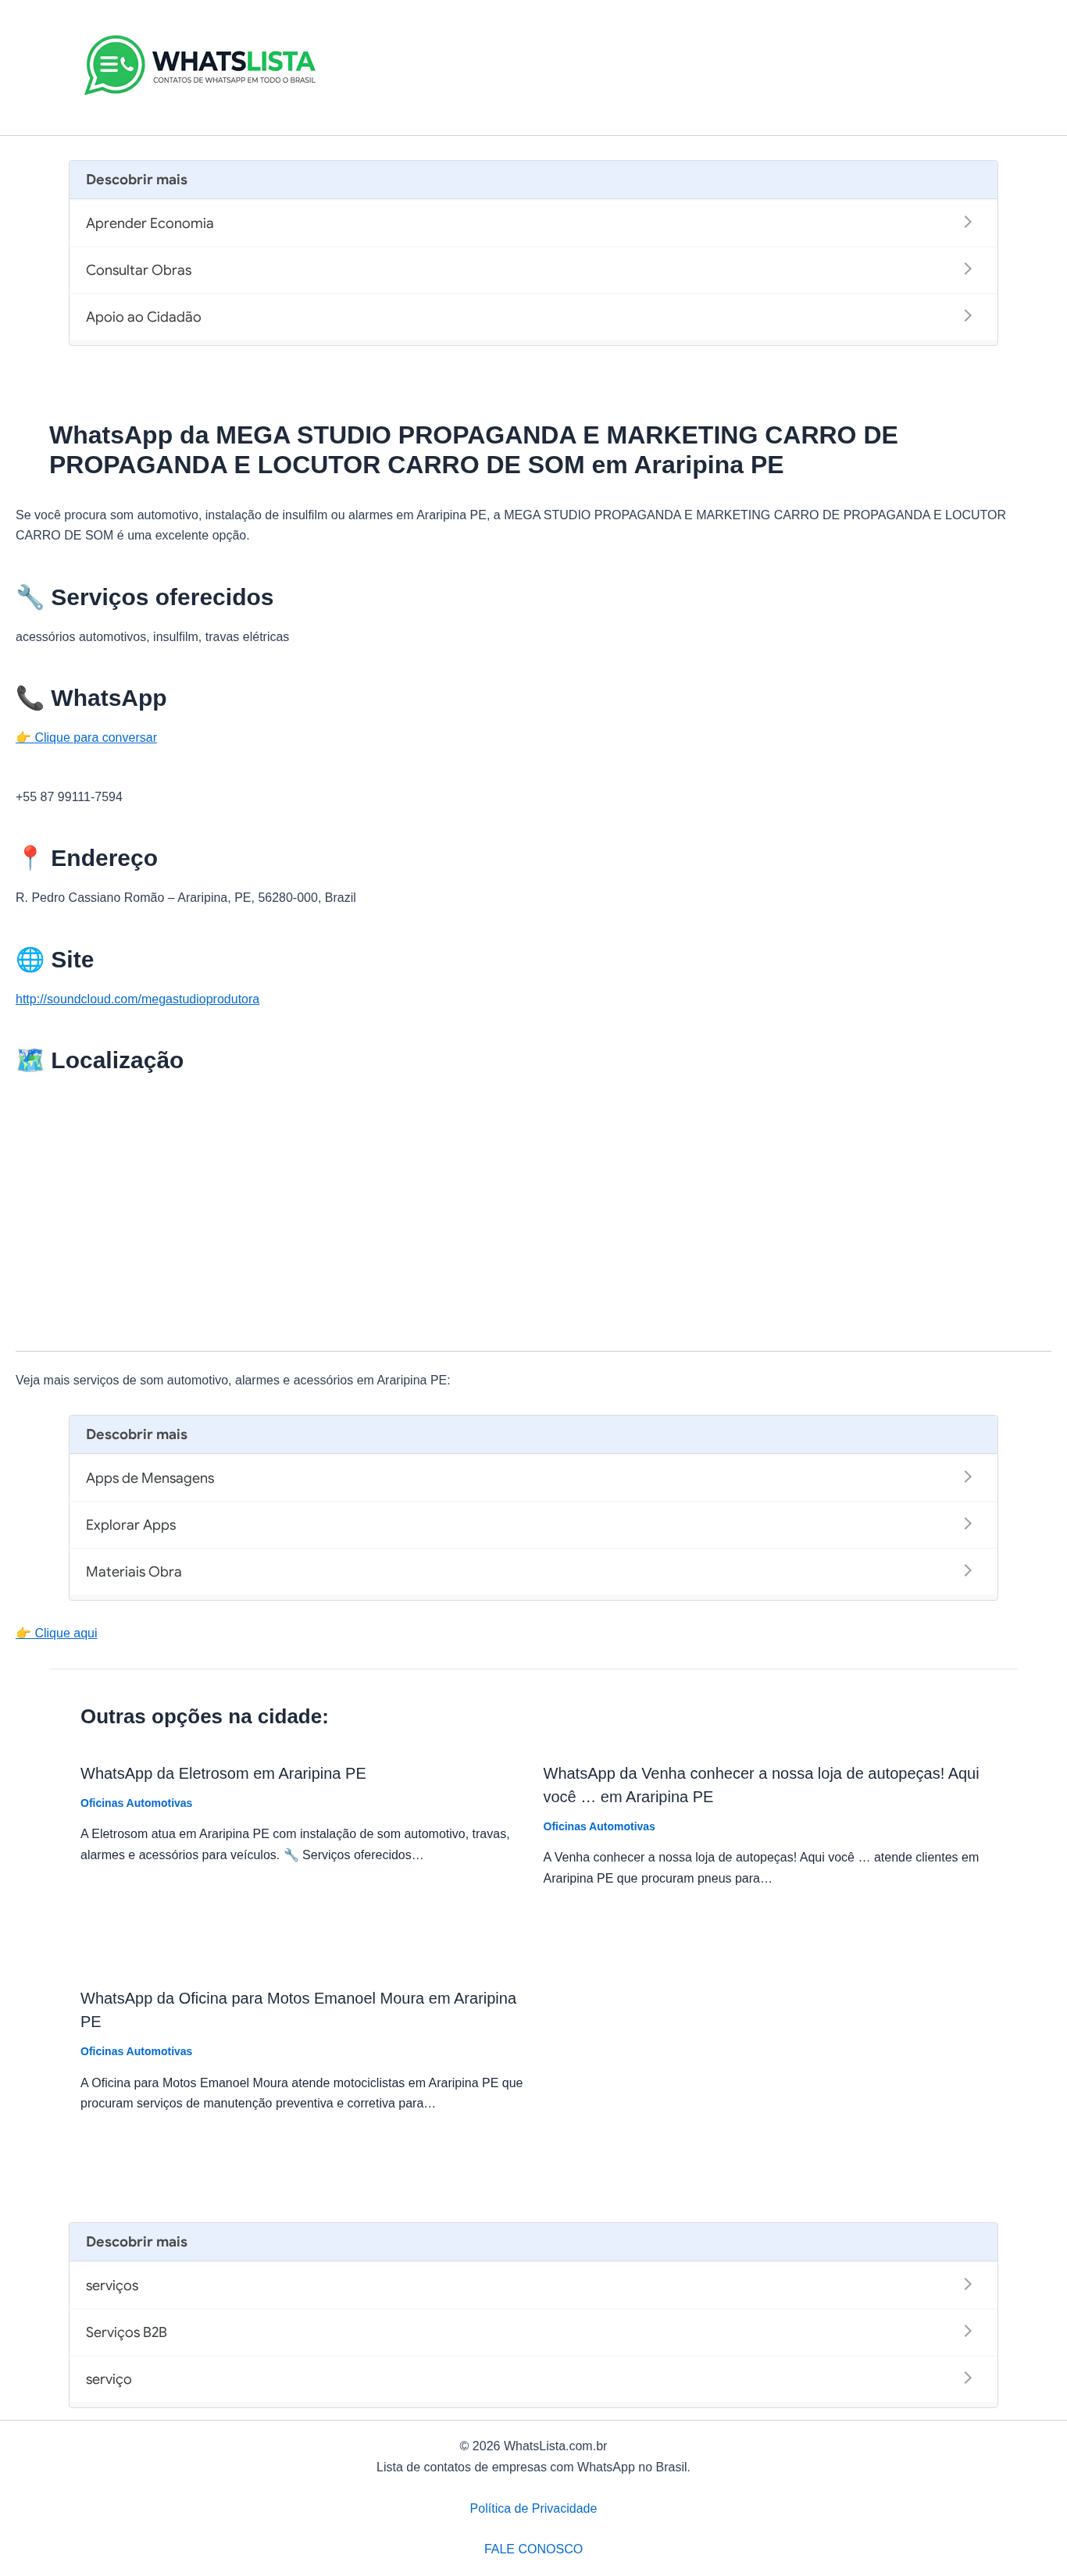 WHATSLISTA
CONTATOS DE WHATSAPP EM TODO O BRASIL
Descobrir mais
Aprender Economia
Consultar Obras
Apoio ao Cidadão
WhatsApp da MEGA STUDIO PROPAGANDA E MARKETING CARRO DE
PROPAGANDA E LOCUTOR CARRO DE SOM em Araripina PE
Se você procura som automotivo, instalação de insulfilm ou alarmes em Araripina PE, a MEGA STUDIO PROPAGANDA E MARKETING CARRO DE PROPAGANDA E LOCUTOR
CARRO DE SOM é uma excelente opção.
🔧 Serviços oferecidos
acessórios automotivos, insulfilm, travas elétricas
📞 WhatsApp
👉 Clique para conversar
+55 87 99111-7594
📍 Endereço
R. Pedro Cassiano Romão – Araripina, PE, 56280-000, Brazil
🌐 Site
http://soundcloud.com/megastudioprodutora
🗺️ Localização
Veja mais serviços de som automotivo, alarmes e acessórios em Araripina PE:
Descobrir mais
Apps de Mensagens
Explorar Apps
Materiais Obra
👉 Clique aqui
Outras opções na cidade:
WhatsApp da Eletrosom em Araripina PE
Oficinas Automotivas
A Eletrosom atua em Araripina PE com instalação de som automotivo, travas,
alarmes e acessórios para veículos. 🔧 Serviços oferecidos…
WhatsApp da Venha conhecer a nossa loja de autopeças! Aqui
você … em Araripina PE
Oficinas Automotivas
A Venha conhecer a nossa loja de autopeças! Aqui você … atende clientes em
Araripina PE que procuram pneus para…
WhatsApp da Oficina para Motos Emanoel Moura em Araripina
PE
Oficinas Automotivas
A Oficina para Motos Emanoel Moura atende motociclistas em Araripina PE que
procuram serviços de manutenção preventiva e corretiva para…
Descobrir mais
serviços
Serviços B2B
serviço
© 2026 WhatsLista.com.br
Lista de contatos de empresas com WhatsApp no Brasil.
Política de Privacidade
FALE CONOSCO